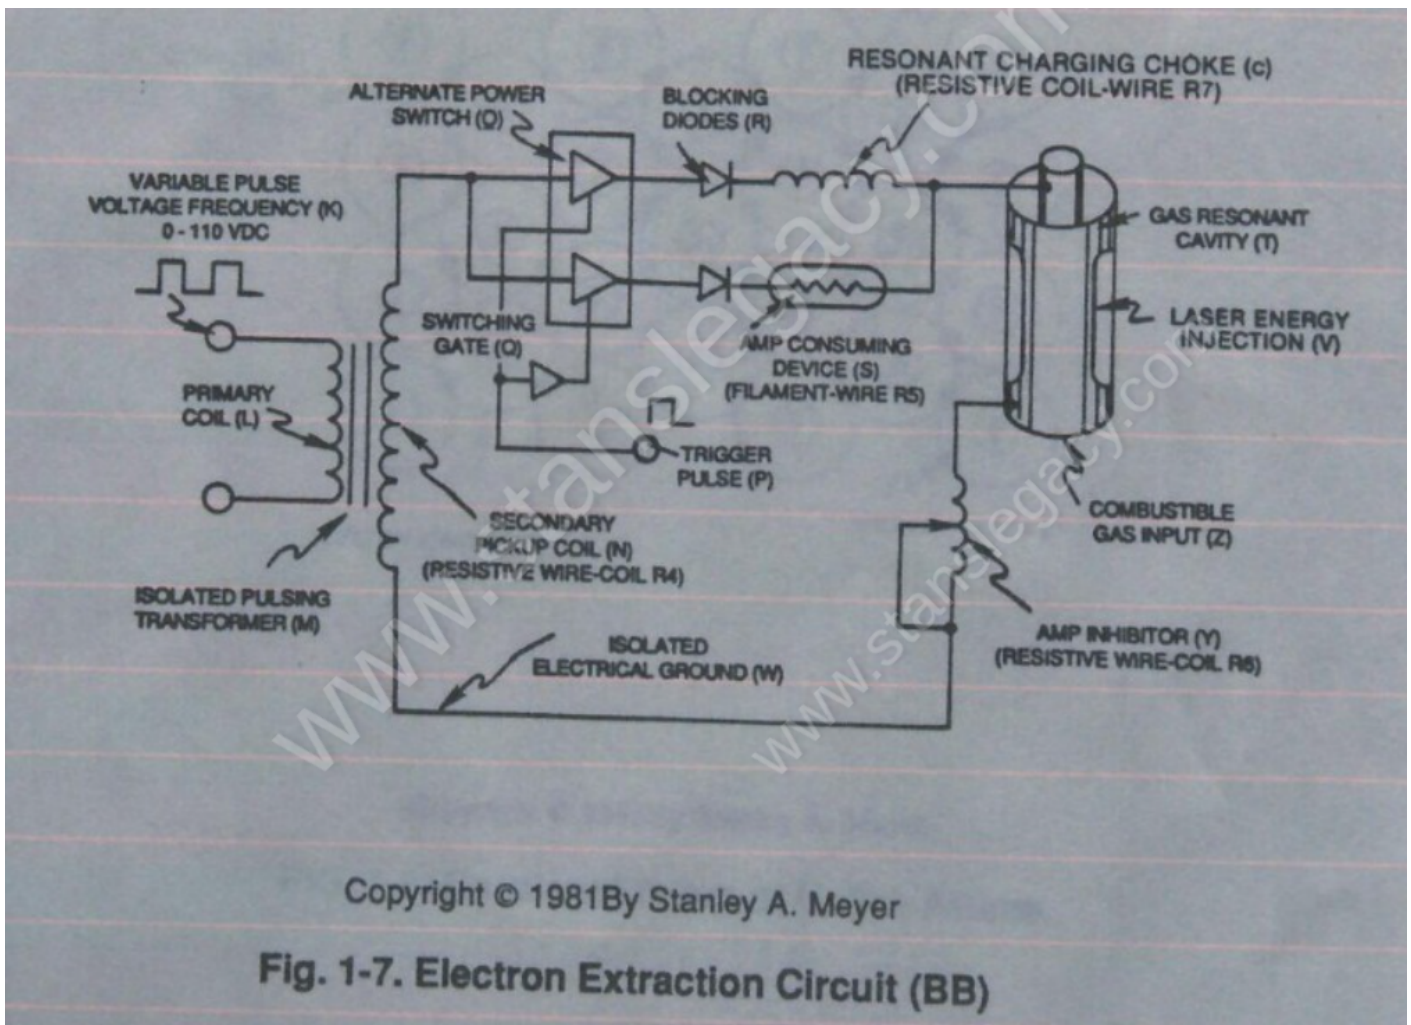 RESONANT CHARGING CHOKE (c)
(RESISTIVE COIL-WIRE R7)
ALTERNATE POWER
SWITCH (Q)
BLOCKING
DIODES (R)
VARIABLE PULSE
VOLTAGE FREQUENCY (K)
0 - 110 VDC
GAS RESONANT
CAVITY (T)
SWITCHING
GATE (Q)
LASER ENERGY
INJECTION (V)
AMP CONSUMING
DEVICE (S)
(FILAMENT-WIRE R5)
PRIMARY
COIL (L)
TRIGGER
PULSE (P)
SECONDARY
PICKUP COIL (N)
(RESISTIVE WIRE-COIL R4)
COMBUSTIBLE
GAS INPUT (Z)
ISOLATED PULSING
TRANSFORMER (M)
ISOLATED
ELECTRICAL GROUND (W)
AMP INHIBITOR (Y)
(RESISTIVE WIRE-COIL R6)
www.stanslegacy.com
www.stanslegacy.com
Copyright © 1981By Stanley A. Meyer
Fig. 1-7. Electron Extraction Circuit (BB)